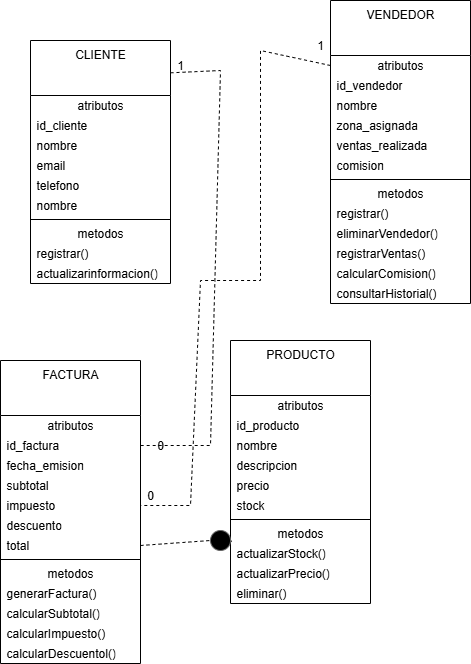 VENDEDOR
atributos
id_vendedor
nombre
zona_asignada
ventas_realizada
comision
metodos
registrar()
eliminarVendedor()
registrarVentas()
calcularComision()
consultarHistorial()
1
CLIENTE
1
atributos
id_cliente
nombre
email
telefono
nombre
metodos
registrar()
actualizarinformacion()
FACTURA
atributos
id_factura
fecha_emision
subtotal
impuesto
descuento
total
metodos
generarFactura()
calcularSubtotal()
calcularImpuesto()
calcularDescuentol()
0
0
PRODUCTO
atributos
id_producto
nombre
descripcion
precio
stock
metodos
actualizarStock()
actualizarPrecio()
eliminar()